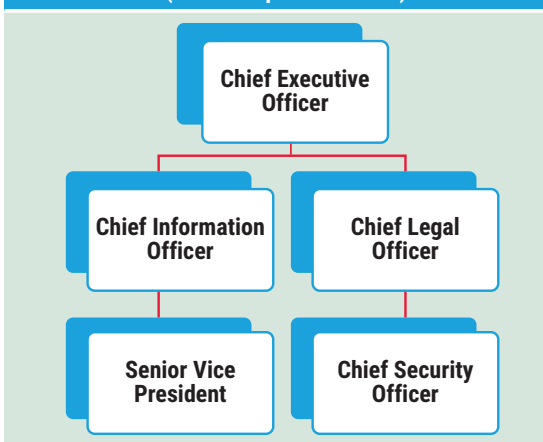 Chief Executive
Officer
Chief Information
Officer
Chief Legal
Officer
Senior Vice
President
Chief Security
Officer